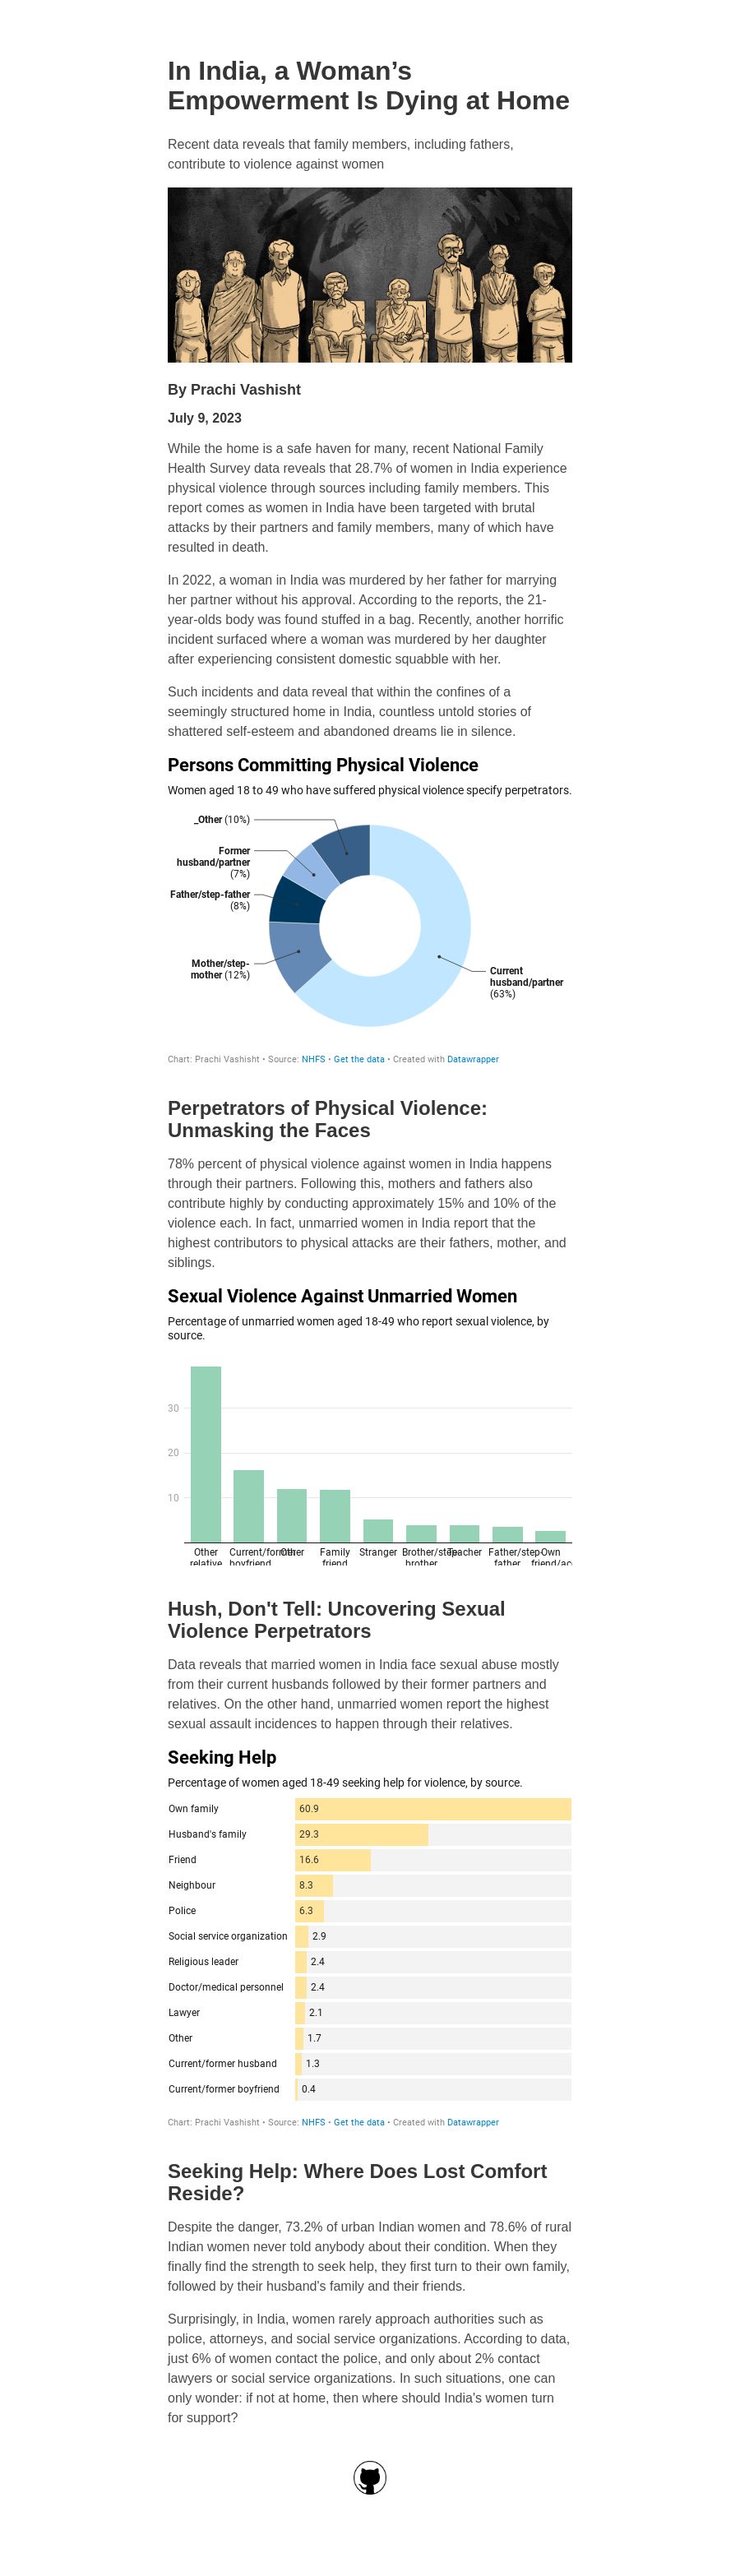 In India, a Woman’s
Empowerment Is Dying at Home
Recent data reveals that family members, including fathers,
contribute to violence against women
By Prachi Vashisht
July 9, 2023
While the home is a safe haven for many, recent National Family
Health Survey data reveals that 28.7% of women in India experience
physical violence through sources including family members. This
report comes as women in India have been targeted with brutal
attacks by their partners and family members, many of which have
resulted in death.
In 2022, a woman in India was murdered by her father for marrying
her partner without his approval. According to the reports, the 21-
year-olds body was found stuffed in a bag. Recently, another horrific
incident surfaced where a woman was murdered by her daughter
after experiencing consistent domestic squabble with her.
Such incidents and data reveal that within the confines of a
seemingly structured home in India, countless untold stories of
shattered self-esteem and abandoned dreams lie in silence.
Persons Committing Physical Violence
Women aged 18 to 49 who have suffered physical violence specify perpetrators.
_Other (10%)
Former
husband/partner
(7%)
Father/step-father
(8%)
Mother/step-
mother (12%)
Current
husband/partner
(63%)
Chart: Prachi Vashisht • Source: NHFS • Get the data • Created with Datawrapper
Perpetrators of Physical Violence:
Unmasking the Faces
78% percent of physical violence against women in India happens
through their partners. Following this, mothers and fathers also
contribute highly by conducting approximately 15% and 10% of the
violence each. In fact, unmarried women in India report that the
highest contributors to physical attacks are their fathers, mother, and
siblings.
Sexual Violence Against Unmarried Women
Percentage of unmarried women aged 18-49 who report sexual violence, by
source.
30
20
10
Other
relative
Current/former
boyfriend
Other
Family
friend
Stranger
Brother/step-
brother
Teacher
Father/step-
father
Own
friend/ac
Hush, Don't Tell: Uncovering Sexual
Violence Perpetrators
Data reveals that married women in India face sexual abuse mostly
from their current husbands followed by their former partners and
relatives. On the other hand, unmarried women report the highest
sexual assault incidences to happen through their relatives.
Seeking Help
Percentage of women aged 18-49 seeking help for violence, by source.
Own family 60.9
Husband's family 29.3
Friend 16.6
Neighbour 8.3
Police 6.3
Social service organization 2.9
Religious leader 2.4
Doctor/medical personnel 2.4
Lawyer 2.1
Other 1.7
Current/former husband 1.3
Current/former boyfriend 0.4
Chart: Prachi Vashisht • Source: NHFS • Get the data • Created with Datawrapper
Seeking Help: Where Does Lost Comfort
Reside?
Despite the danger, 73.2% of urban Indian women and 78.6% of rural
Indian women never told anybody about their condition. When they
finally find the strength to seek help, they first turn to their own family,
followed by their husband's family and their friends.
Surprisingly, in India, women rarely approach authorities such as
police, attorneys, and social service organizations. According to data,
just 6% of women contact the police, and only about 2% contact
lawyers or social service organizations. In such situations, one can
only wonder: if not at home, then where should India's women turn
for support?